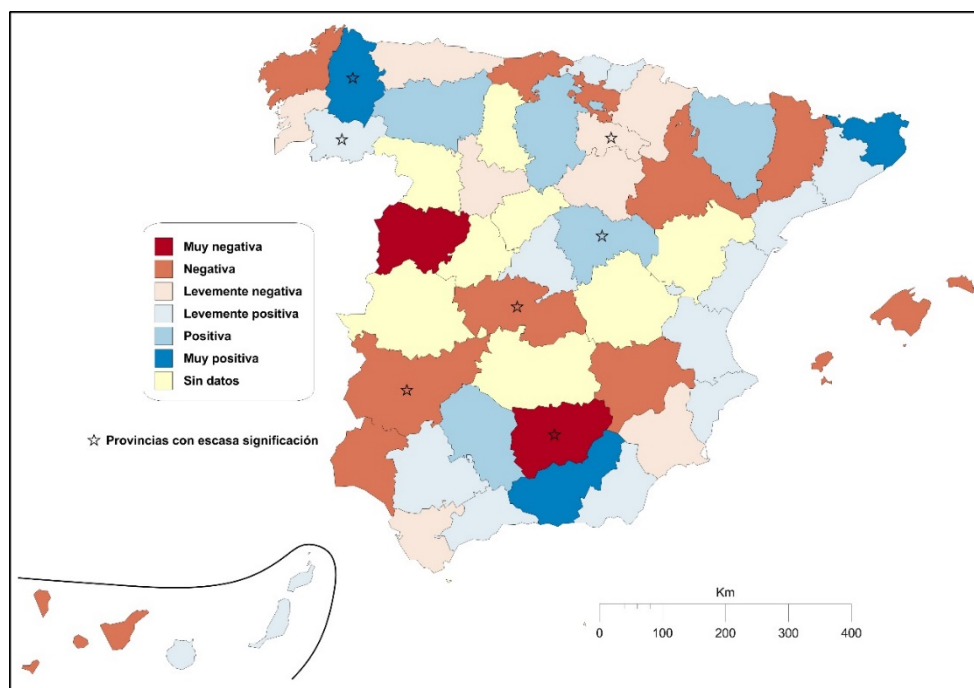 Muy negativa
Negativa
Levemente negativa
Levemente positiva
Positiva
Muy positiva
Sin datos
☆ Provincias con escasa significación
Km
0 100 200 300 400